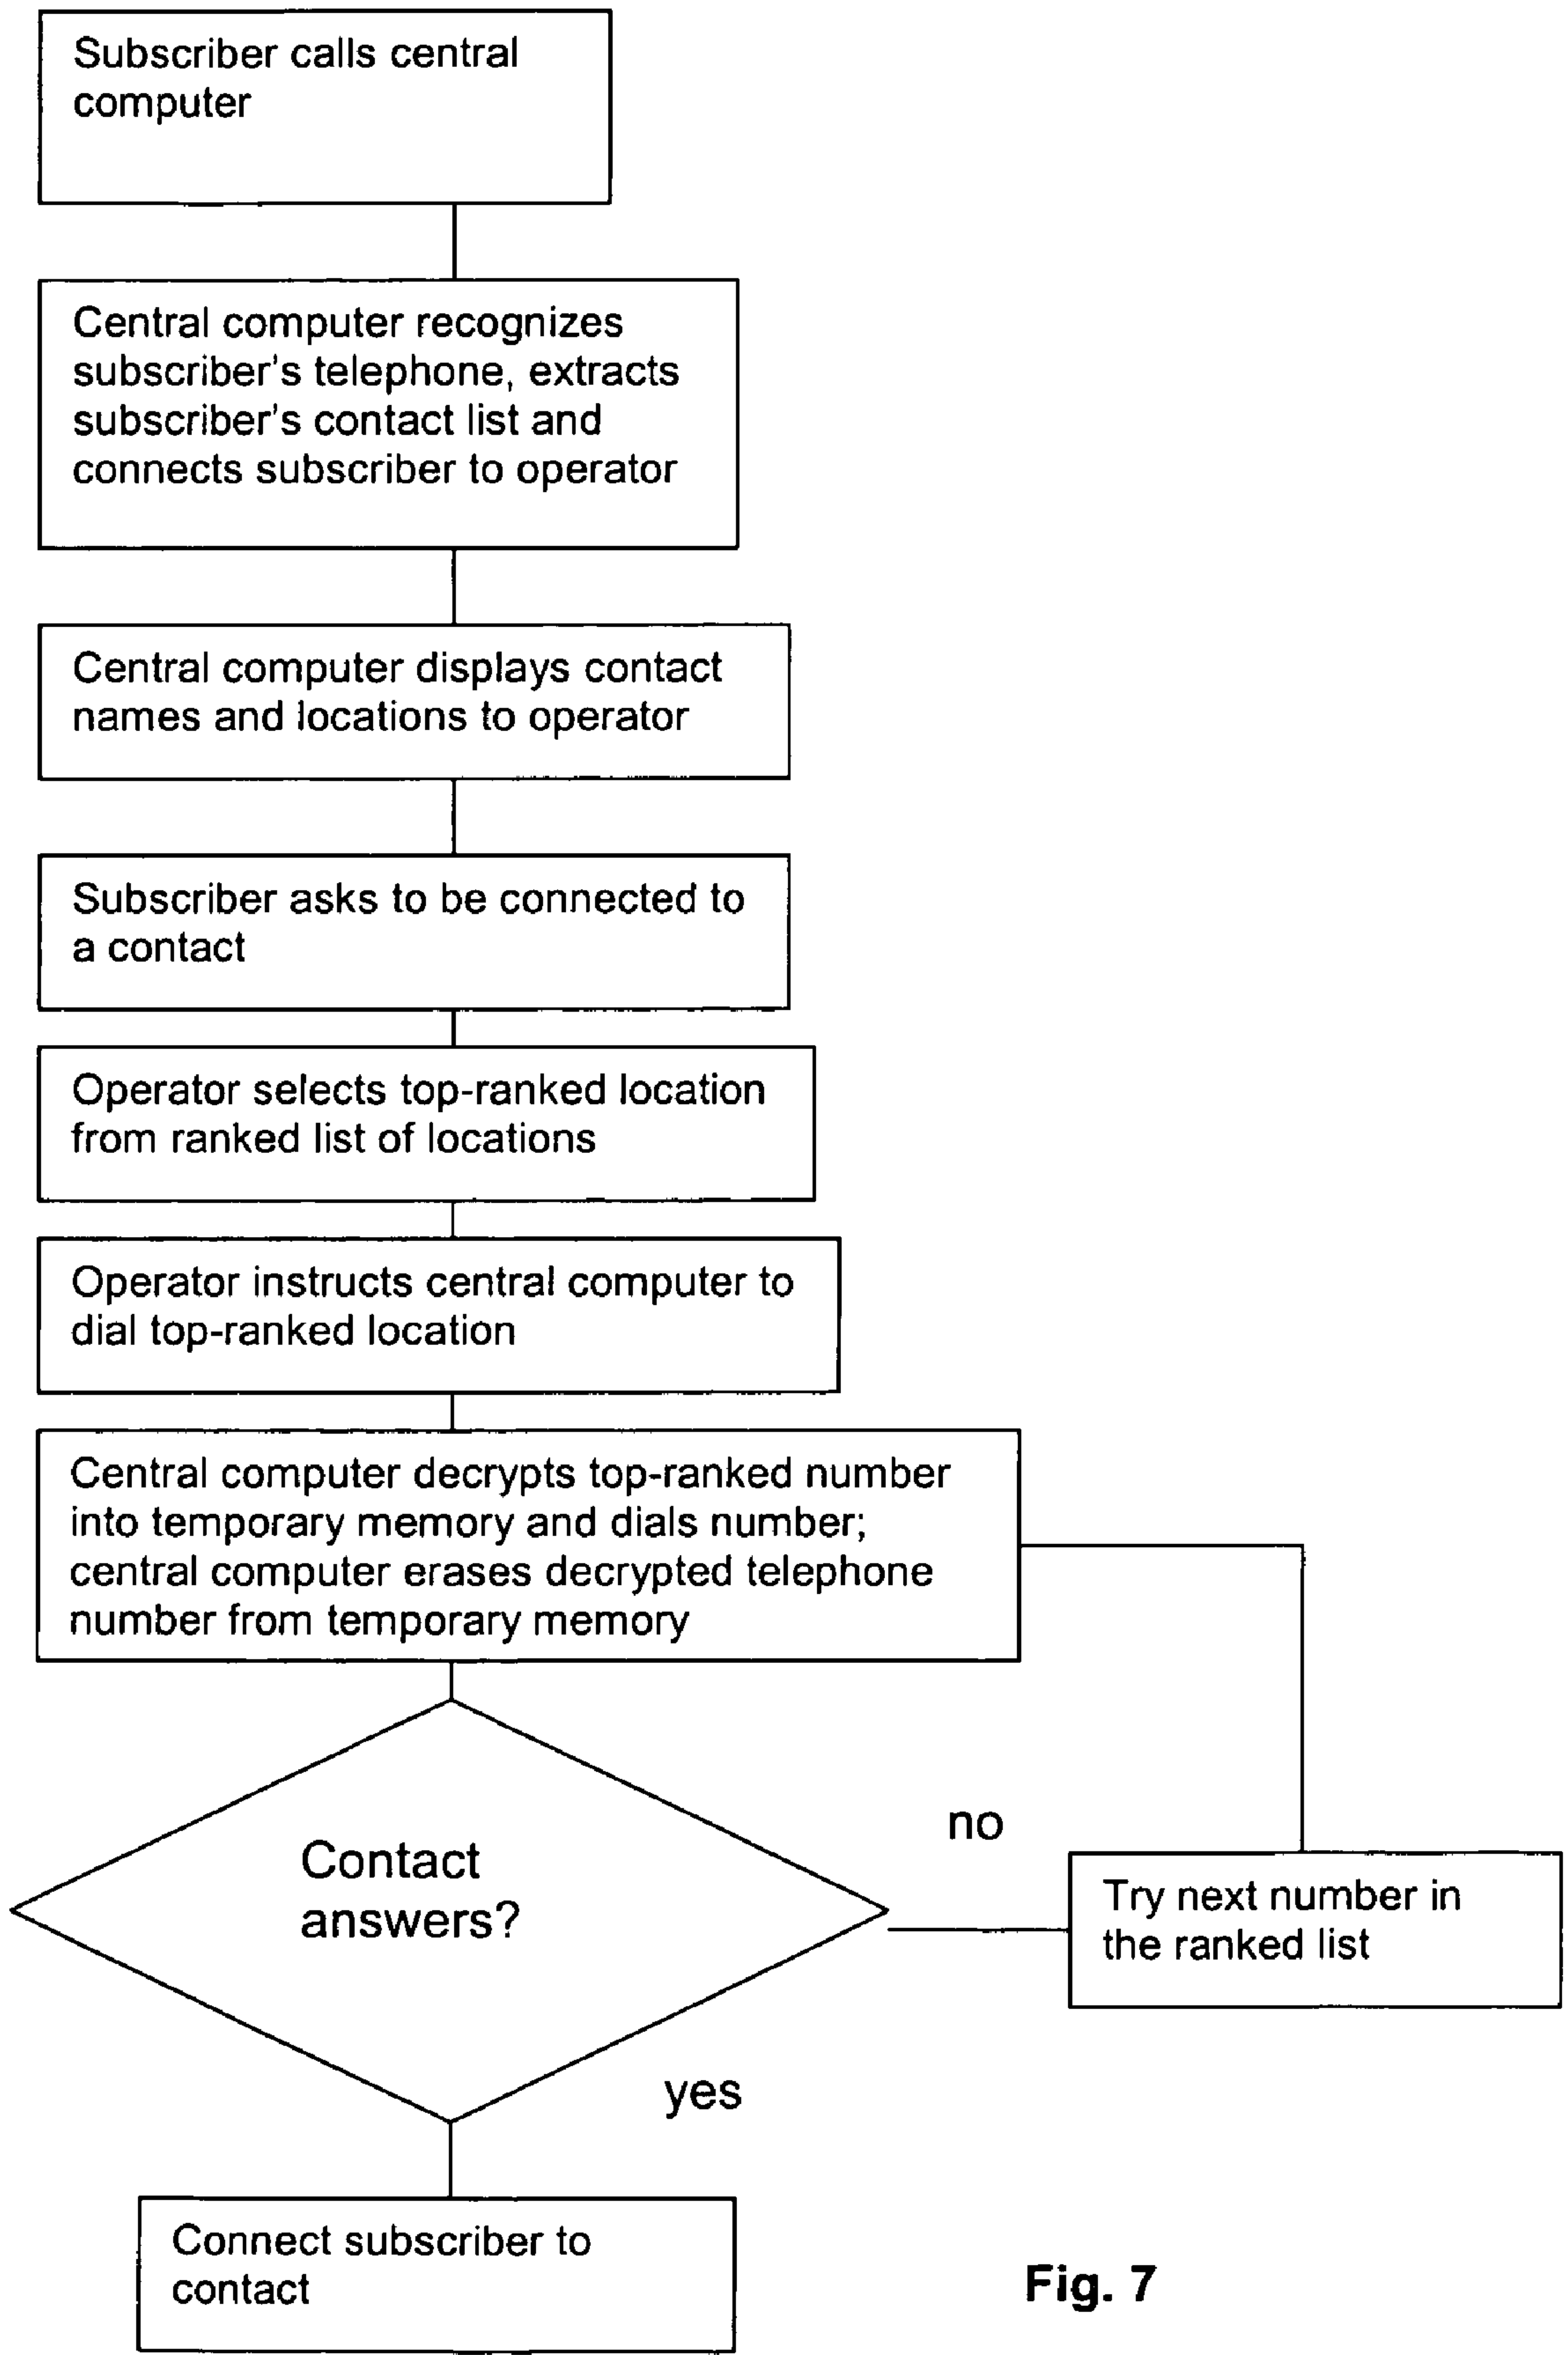 Subscriber calls central
computer
Central computer recognizes
subscriber's telephone, extracts
subscriber's contact list and
connects subscriber to operator
Central computer displays contact
names and locations to operator
Subscriber asks to be connected to
a contact
Operator selects top-ranked location
from ranked list of locations
Operator instructs central computer to
dial top-ranked location
Central computer decrypts top-ranked number
into temporary memory and dials number;
central computer erases decrypted telephone
number from temporary memory
Contact
answers?
no
Try next number in
the ranked list
yes
Connect subscriber to
contact
Fig. 7